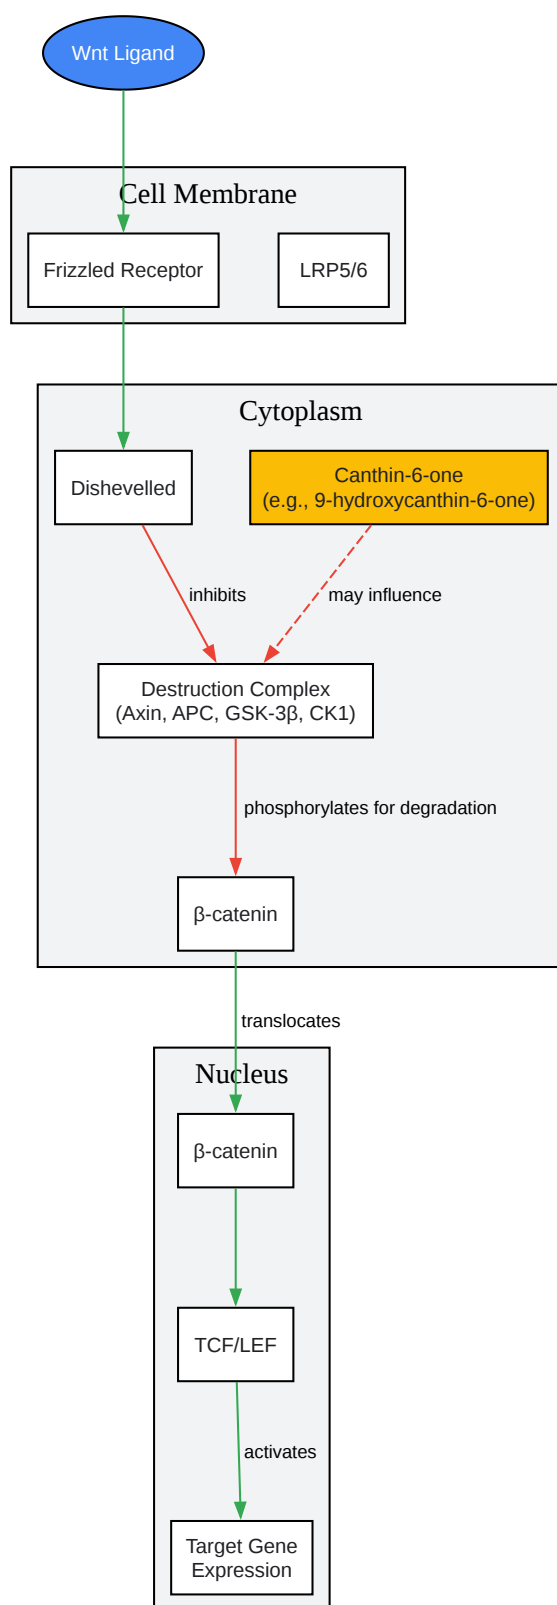 Wnt Ligand
Cell Membrane
Frizzled Receptor
LRP5/6
Cytoplasm
Dishevelled
Canthin-6-one
(e.g., 9-hydroxycanthin-6-one)
inhibits
may influence
Destruction Complex
(Axin, APC, GSK-3β, CK1)
phosphorylates for degradation
β-catenin
translocates
Nucleus
β-catenin
TCF/LEF
activates
Target Gene
Expression